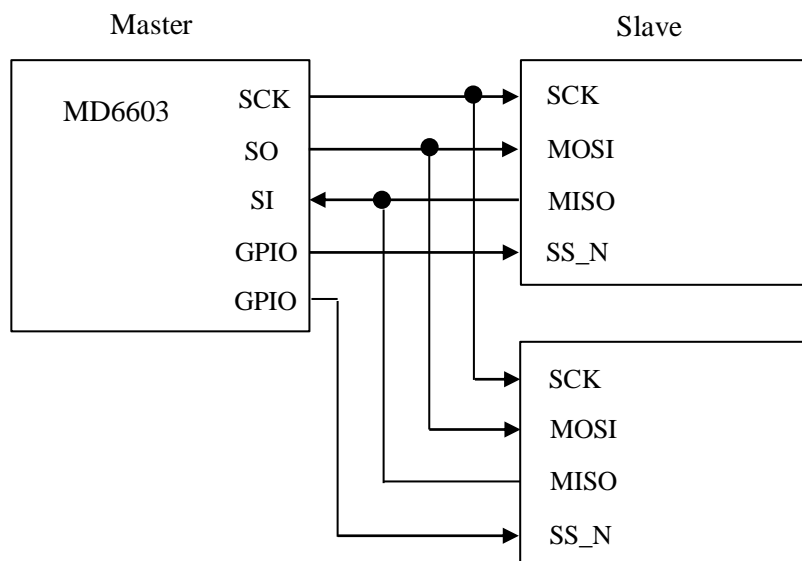 Master
Slave
MD6603
SCK
SO
SI
GPIO
GPIO
SCK
MOSI
MISO
SS_N
SCK
MOSI
MISO
SS_N